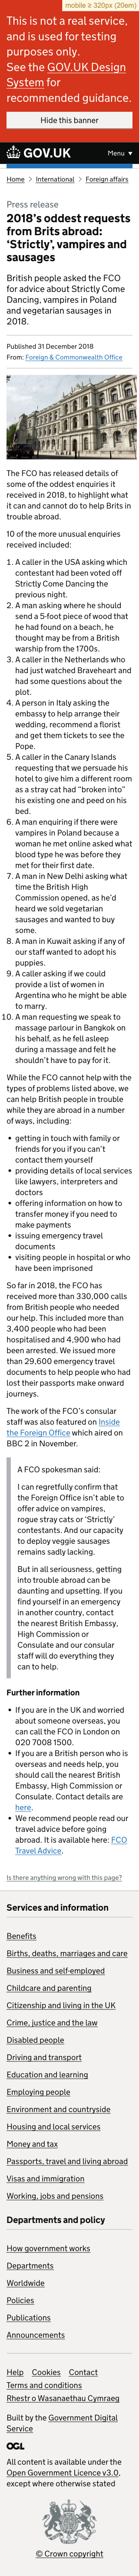 mobile ≥ 320px (20em)
This is not a real service,
and is used for testing
purposes only.
See the GOV.UK Design
System for
recommended guidance.
Hide this banner
GOV.UK
Menu ▼
Home > International > Foreign affairs
Press release
2018’s oddest requests
from Brits abroad:
‘Strictly’, vampires and
sausages
British people asked the FCO
for advice about Strictly Come
Dancing, vampires in Poland
and vegetarian sausages in
2018.
Published 31 December 2018
From: Foreign & Commonwealth Office
The FCO has released details of
some of the oddest enquiries it
received in 2018, to highlight what
it can and cannot do to help Brits in
trouble abroad.
10 of the more unusual enquiries
received included:
1. A caller in the USA asking which
contestant had been voted off
Strictly Come Dancing the
previous night.
2. A man asking where he should
send a 5-foot piece of wood that
he had found on a beach, he
thought may be from a British
warship from the 1700s.
3. A caller in the Netherlands who
had just watched Braveheart and
had some questions about the
plot.
4. A person in Italy asking the
embassy to help arrange their
wedding, recommend a florist
and get them tickets to see the
Pope.
5. A caller in the Canary Islands
requesting that we persuade his
hotel to give him a different room
as a stray cat had “broken into”
his existing one and peed on his
bed.
6. A man enquiring if there were
vampires in Poland because a
woman he met online asked what
blood type he was before they
met for their first date.
7. A man in New Delhi asking what
time the British High
Commission opened, as he’d
heard we sold vegetarian
sausages and wanted to buy
some.
8. A man in Kuwait asking if any of
our staff wanted to adopt his
puppies.
9. A caller asking if we could
provide a list of women in
Argentina who he might be able
to marry.
10. A man requesting we speak to
massage parlour in Bangkok on
his behalf, as he fell asleep
during a massage and felt he
shouldn’t have to pay for it.
While the FCO cannot help with the
types of problems listed above, we
can help British people in trouble
while they are abroad in a number
of ways, including:
• getting in touch with family or
friends for you if you can’t
contact them yourself
• providing details of local services
like lawyers, interpreters and
doctors
• offering information on how to
transfer money if you need to
make payments
• issuing emergency travel
documents
• visiting people in hospital or who
have been imprisoned
So far in 2018, the FCO has
received more than 330,000 calls
from British people who needed
our help. This included more than
3,400 people who had been
hospitalised and 4,900 who had
been arrested. We issued more
than 29,600 emergency travel
documents to help people who had
lost their passports make important
journeys.
The work of the FCO’s consular
staff was also featured on Inside
the Foreign Office which aired on
BBC 2 in November.
A FCO spokesman said:
I can regretfully confirm that
the Foreign Office isn’t able to
offer advice on vampires,
merge stray cats or ‘Strictly’
results. And our capacity to
deploy veggie sausages
remains sadly lacking.
But in all seriousness, getting
into trouble abroad can be
daunting and upsetting. If you
find yourself in an emergency
in another country, contact
the nearest British Embassy,
High Commission or
Consulate and our consular
staff will do everything they
can to help.
Further information
• If you are in the UK and worried
about someone overseas, you
can call the FCO in London on
020 7008 1500.
• If you are a British person who is
overseas and needs help, you
should call the nearest British
Embassy, High Commission or
Consulate. Contact details are
here.
• We recommend people read our
travel advice before going
abroad. It is available here: FCO
Travel Advice.
Is there anything wrong with this page?
Services and information
Benefits
Births, deaths, marriages and care
Business and self-employed
Childcare and parenting
Citizenship and living in the UK
Crime, justice and the law
Disabled people
Driving and transport
Education and learning
Employing people
Environment and countryside
Housing and local services
Money and tax
Passports, travel and living abroad
Visas and immigration
Working, jobs and pensions
Departments and policy
How government works
Departments
Worldwide
Policies
Publications
Announcements
Help Cookies Contact
Terms and conditions
Rhestr o Wasanaethau Cymraeg
Built by the Government Digital
Service
OGL
All content is available under the
Open Government Licence v3.0,
except where otherwise stated
© Crown copyright